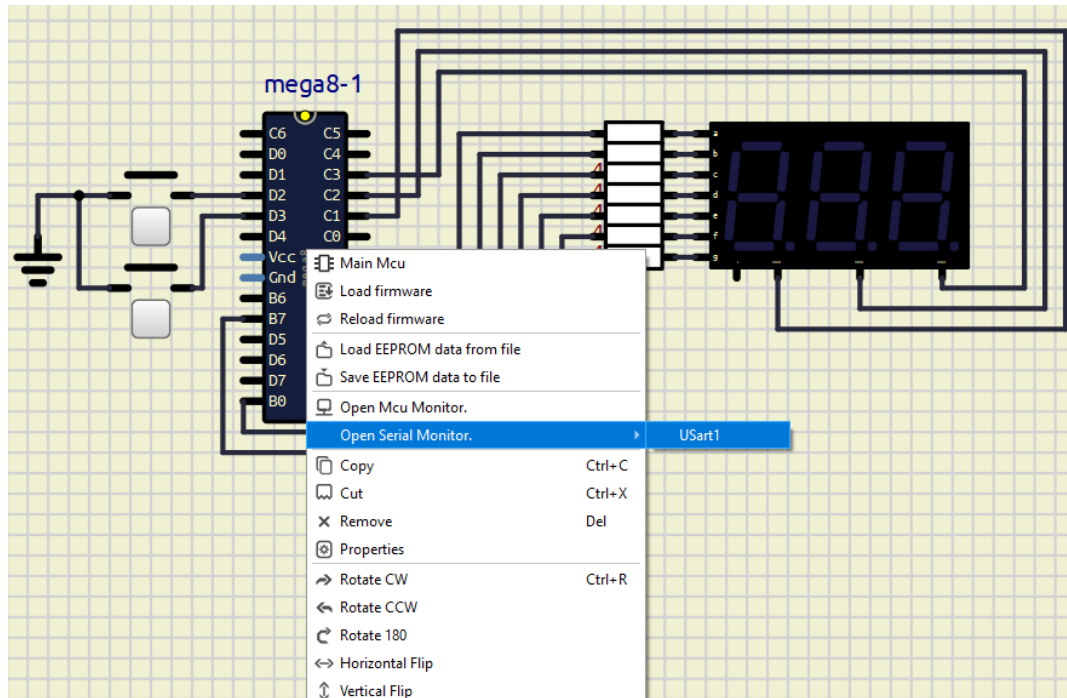 mega8-1
C6 C5
D0 C4
D1 C3
D2 C2
D3 C1
D4 C0
Vcc
Gnd
B6
B7
D5
D6
D7
B0
a
b
c
d
e
f
g
Main Mcu
Load firmware
Reload firmware
Load EEPROM data from file
Save EEPROM data to file
Open Mcu Monitor.
Open Serial Monitor. USart1
Copy Ctrl+C
Cut Ctrl+X
Remove Del
Properties
Rotate CW Ctrl+R
Rotate CCW
Rotate 180
Horizontal Flip
Vertical Flip